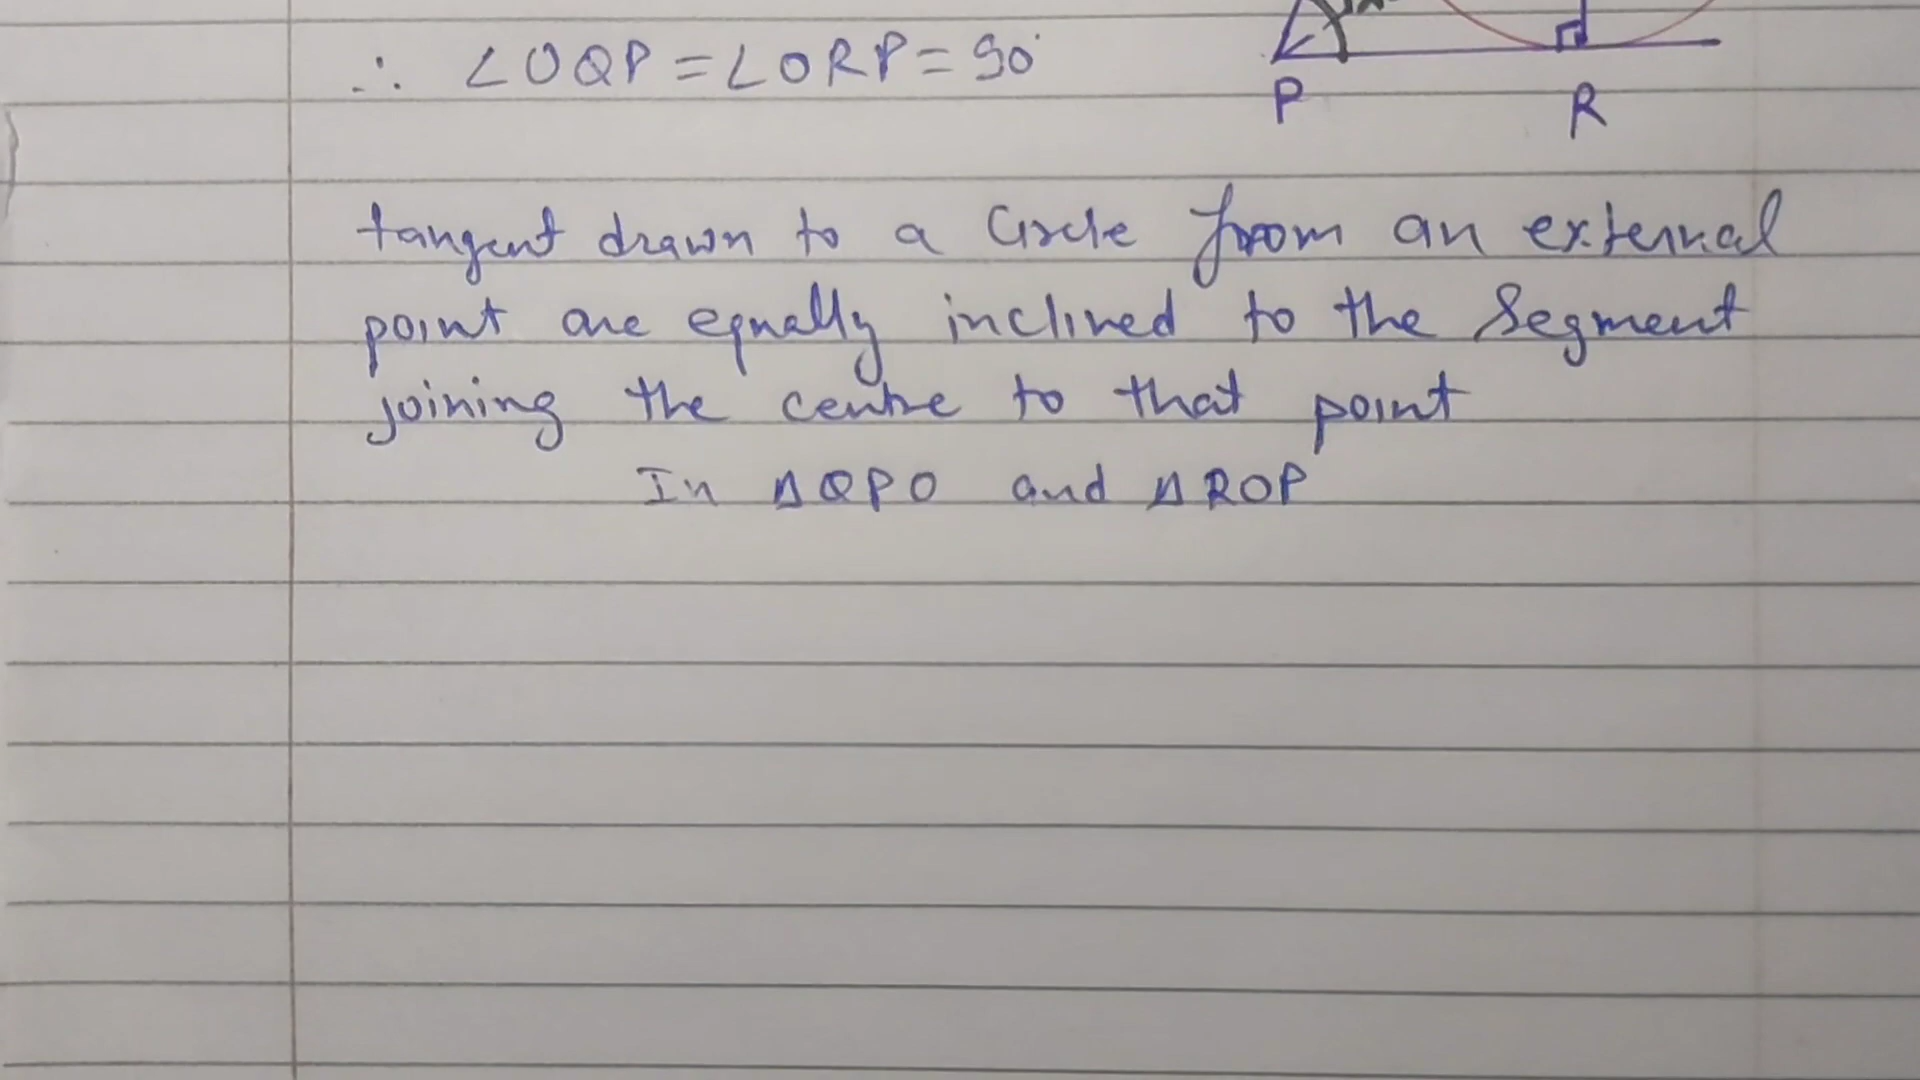 ∴ ∠OQP = ∠ORP = 90°
P R
tangent drawn to a Circle from an external
point are equally inclined to the Segment
joining the centre to that point
In ΔQPO and ΔROP